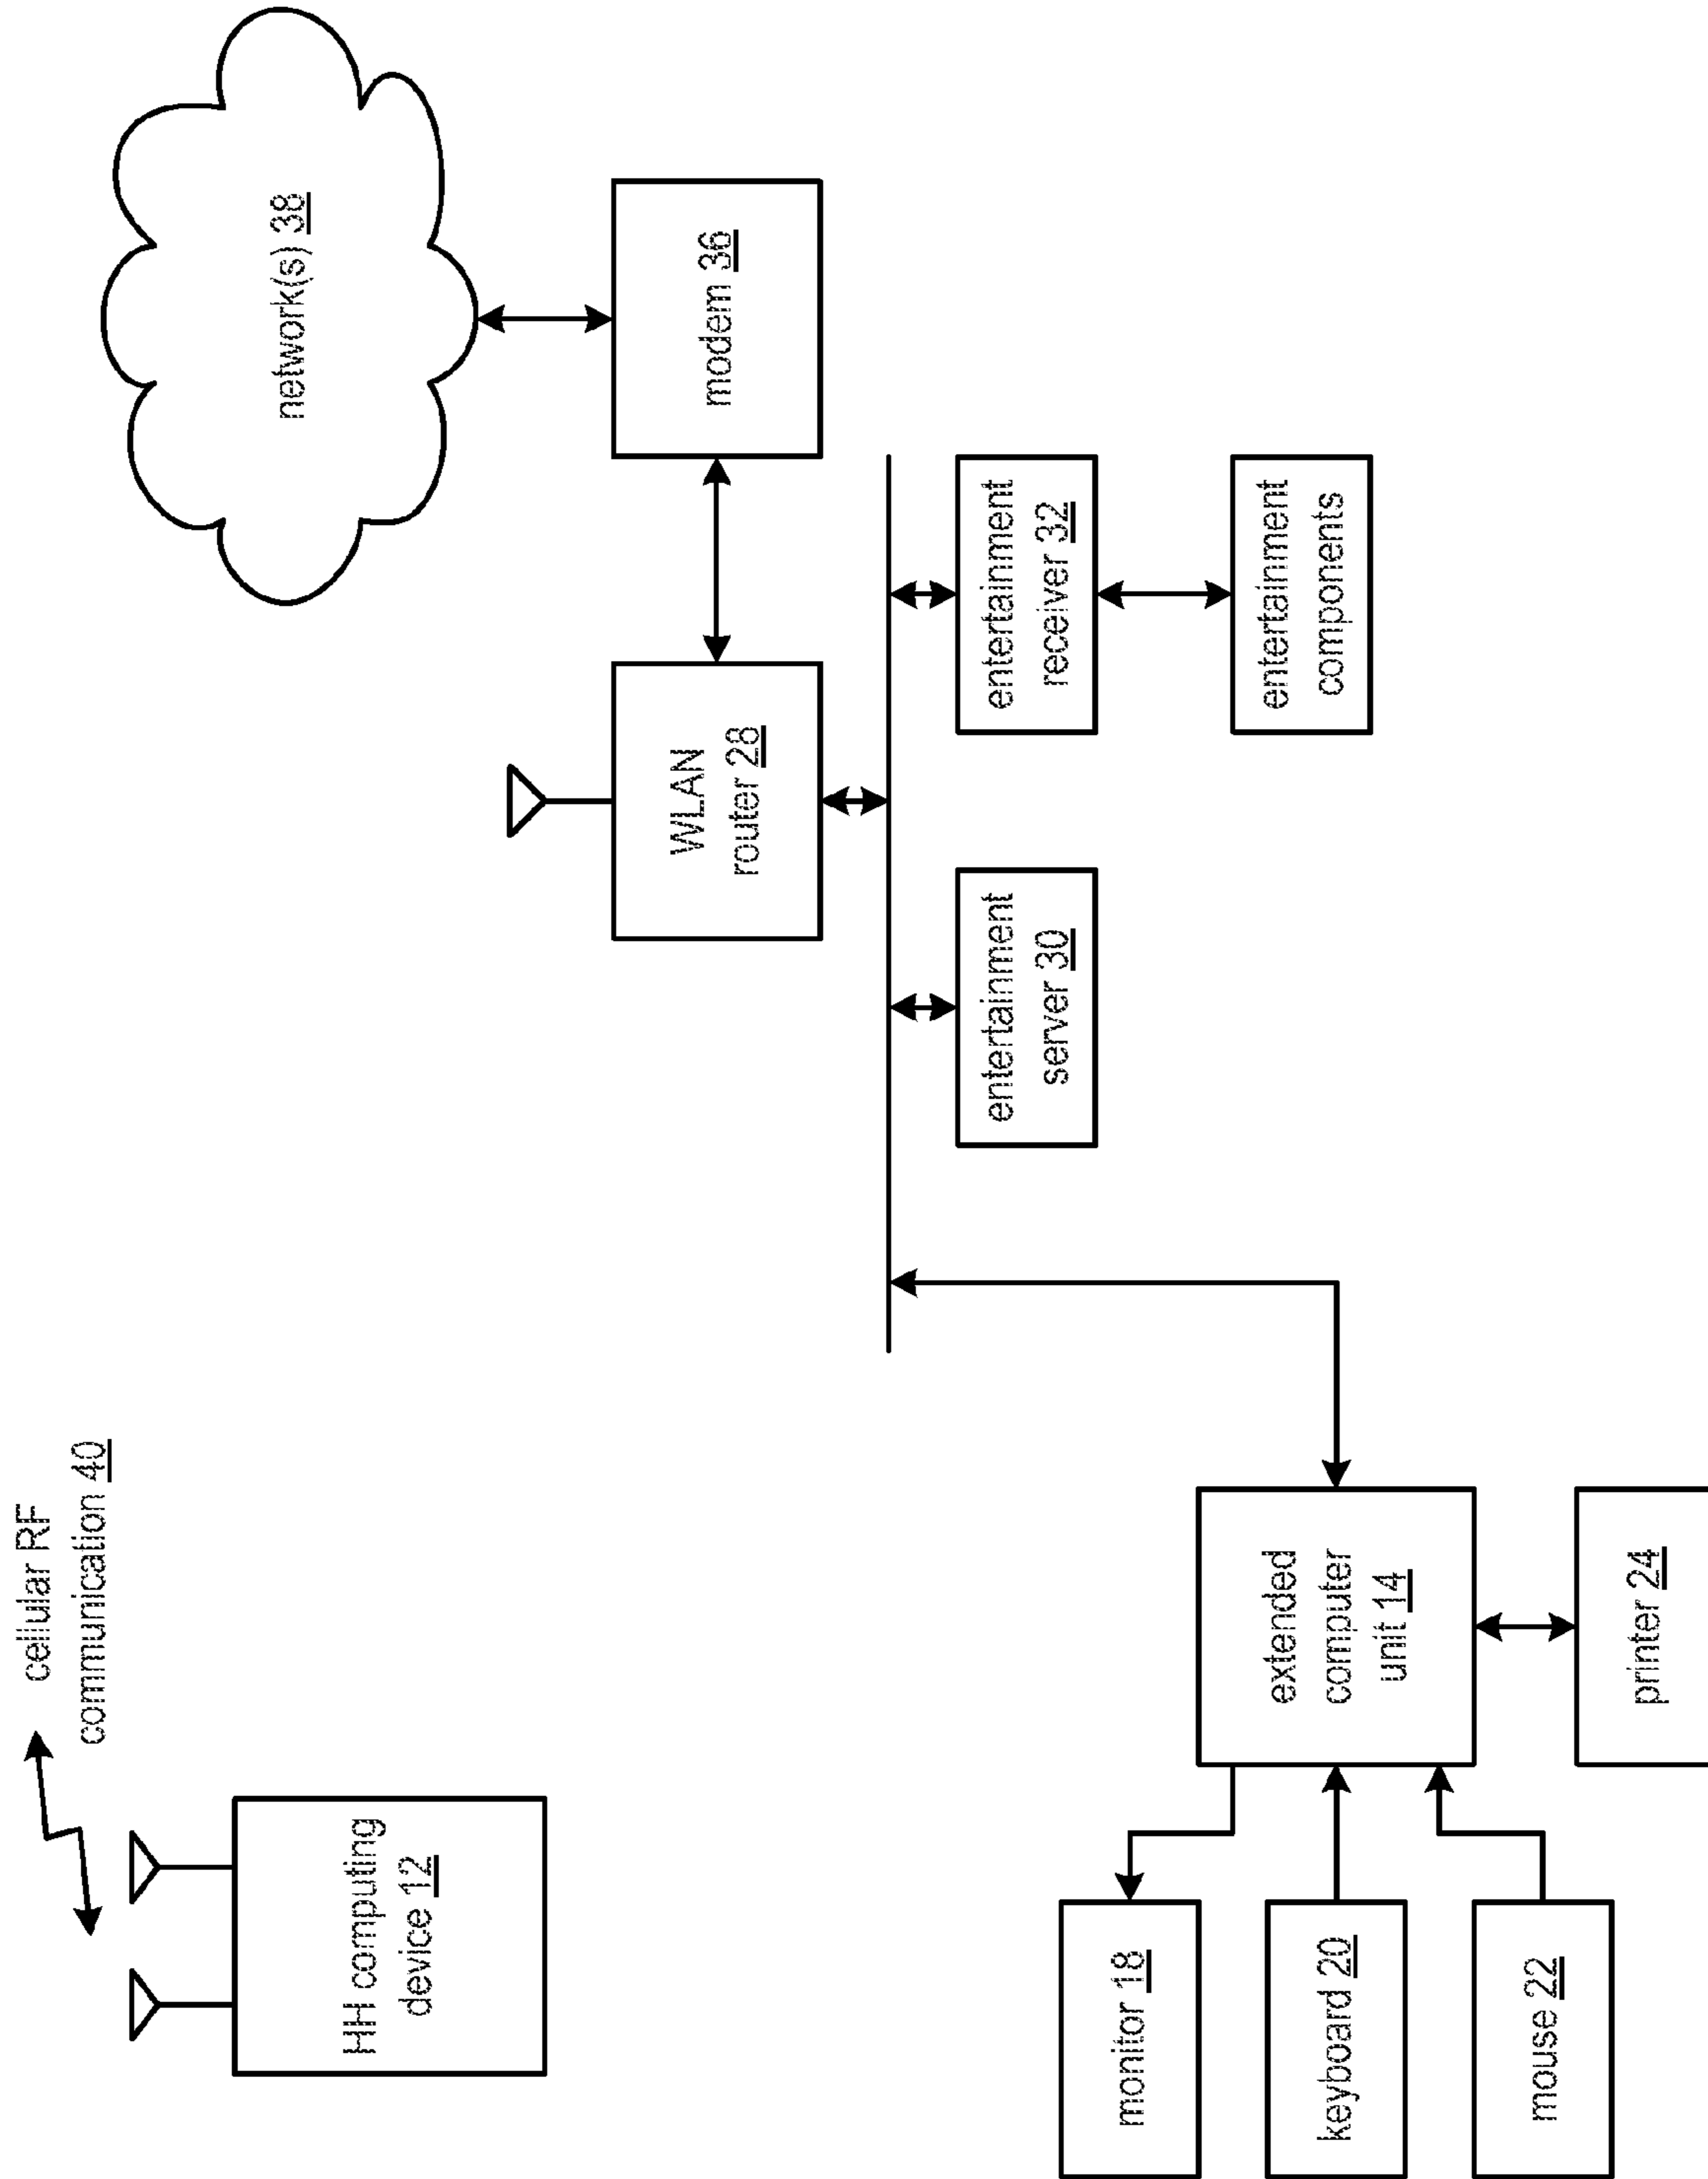 cellular RF
communication 40
HH computing
device 12
network(s) 38
WLAN
router 28
modem 36
entertainment
server 30
entertainment
receiver 32
entertainment
components
monitor 18
keyboard 20
mouse 22
extended
computer
unit 14
printer 24